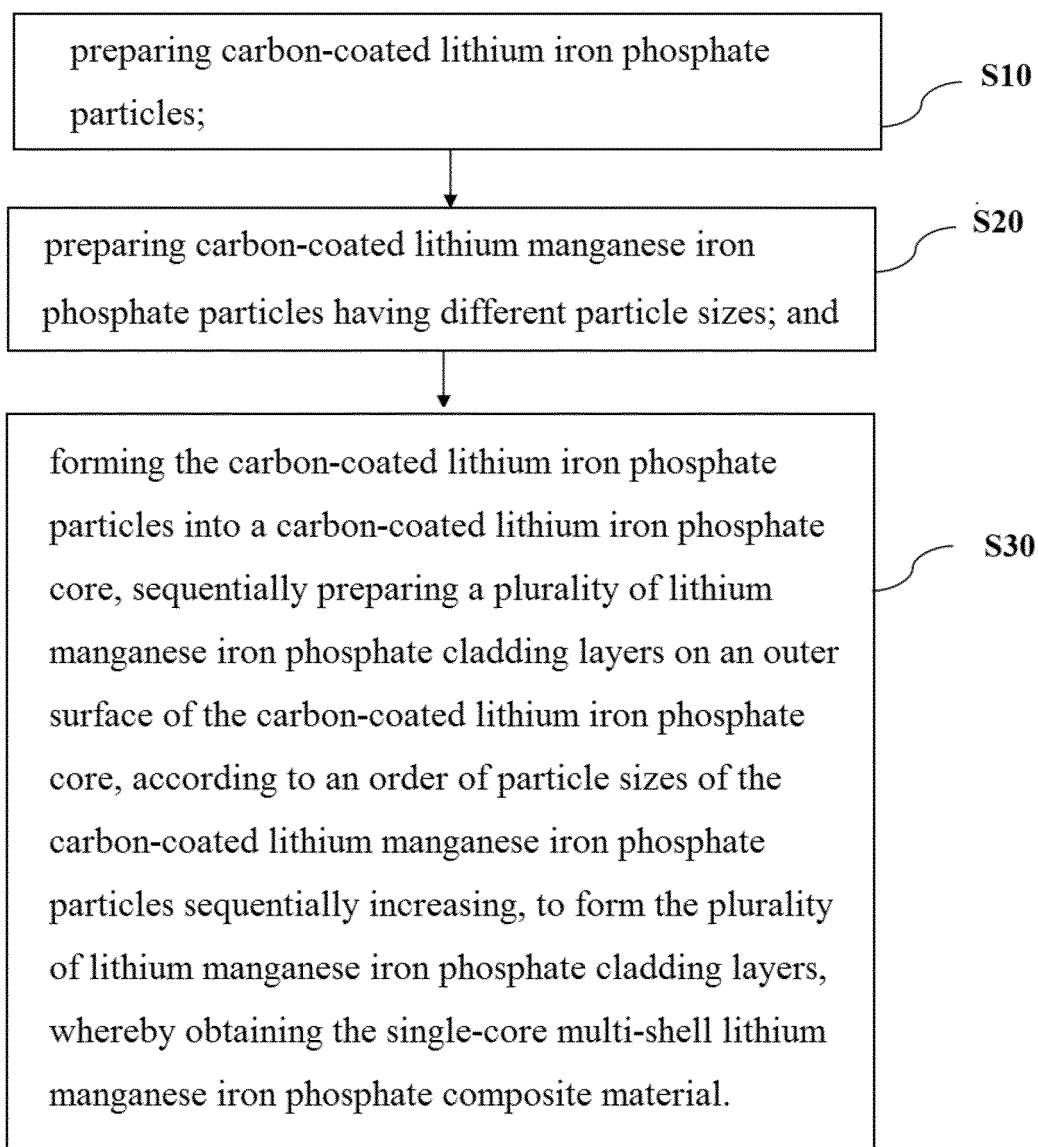 preparing carbon-coated lithium iron phosphate
particles;
S10
preparing carbon-coated lithium manganese iron
phosphate particles having different particle sizes; and
S20
forming the carbon-coated lithium iron phosphate
particles into a carbon-coated lithium iron phosphate
core, sequentially preparing a plurality of lithium
manganese iron phosphate cladding layers on an outer
surface of the carbon-coated lithium iron phosphate
core, according to an order of particle sizes of the
carbon-coated lithium manganese iron phosphate
particles sequentially increasing, to form the plurality
of lithium manganese iron phosphate cladding layers,
whereby obtaining the single-core multi-shell lithium
manganese iron phosphate composite material.
S30